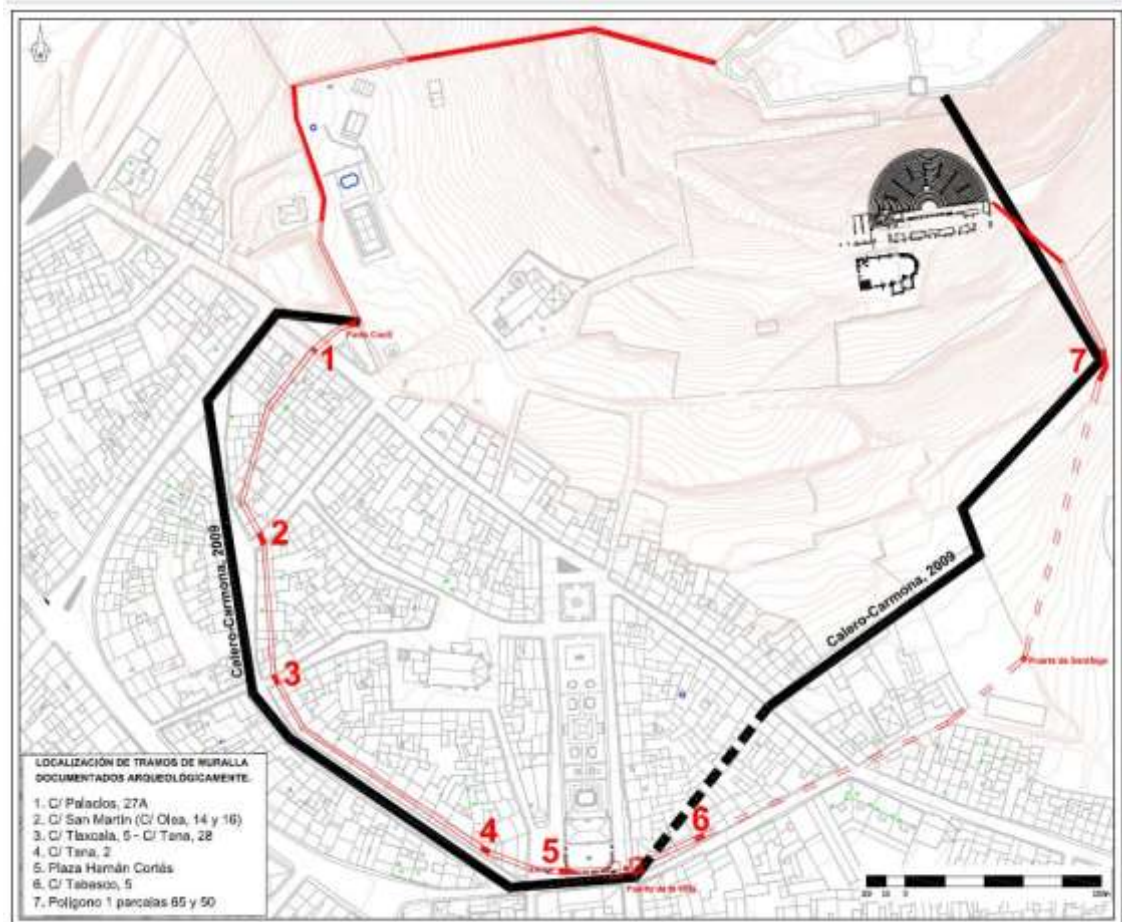 1
7
2
Calero-Carmona, 2009
Calero-Carmona, 2009
3
Puerta de Santiago
LOCALIZACIÓN DE TRAMOS DE MURALLA
DOCUMENTADOS ARQUEOLÓGICAMENTE.
1. C/ Palacios, 27A
2. C/ San Martín (C/ Olea, 14 y 16)
3. C/ Tlaxcala, 5 - C/ Tena, 28
4. C/ Tena, 2
5. Plaza Hernán Cortés
6. C/ Tabasco, 5
7. Polígono 1 parcelas 65 y 50
4
5
6
Puerta de la Villa